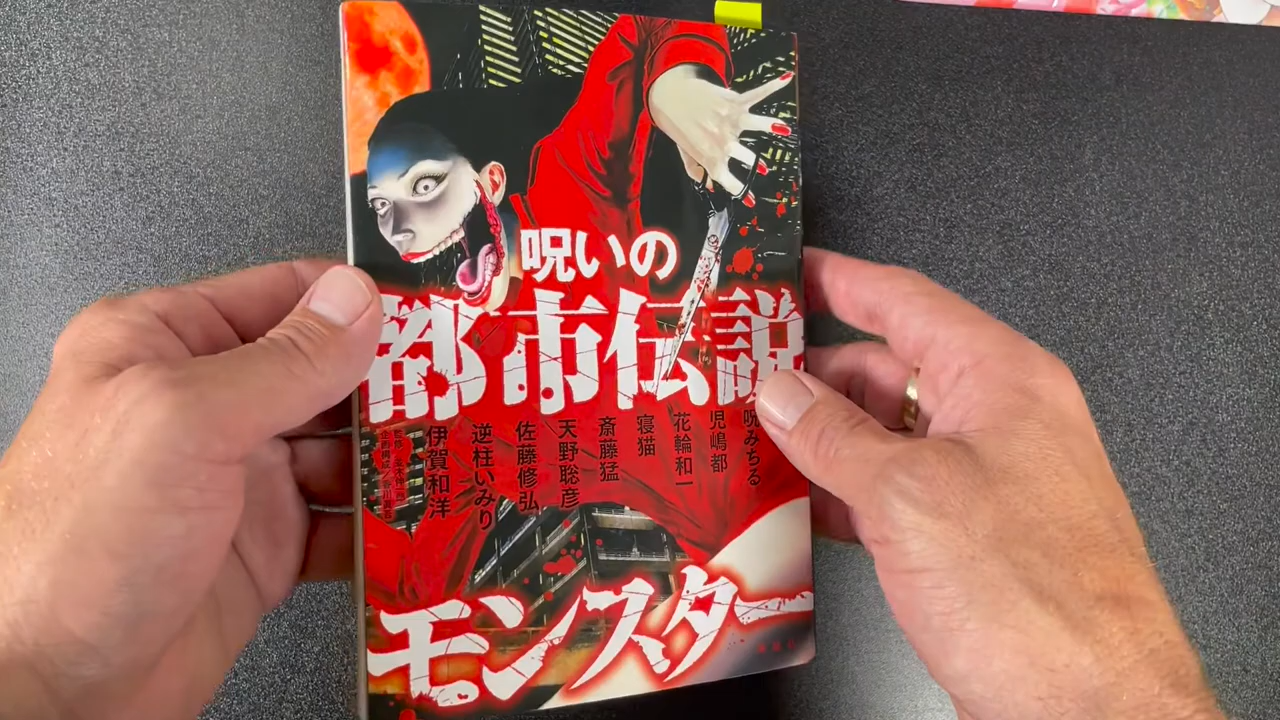 呪いの
都市伝説
呪みちる
児嶋都
花輪和一
寝猫
斎藤猛
天野聡彦
佐藤修弘
逆柱いみり
伊賀和洋
モンスター